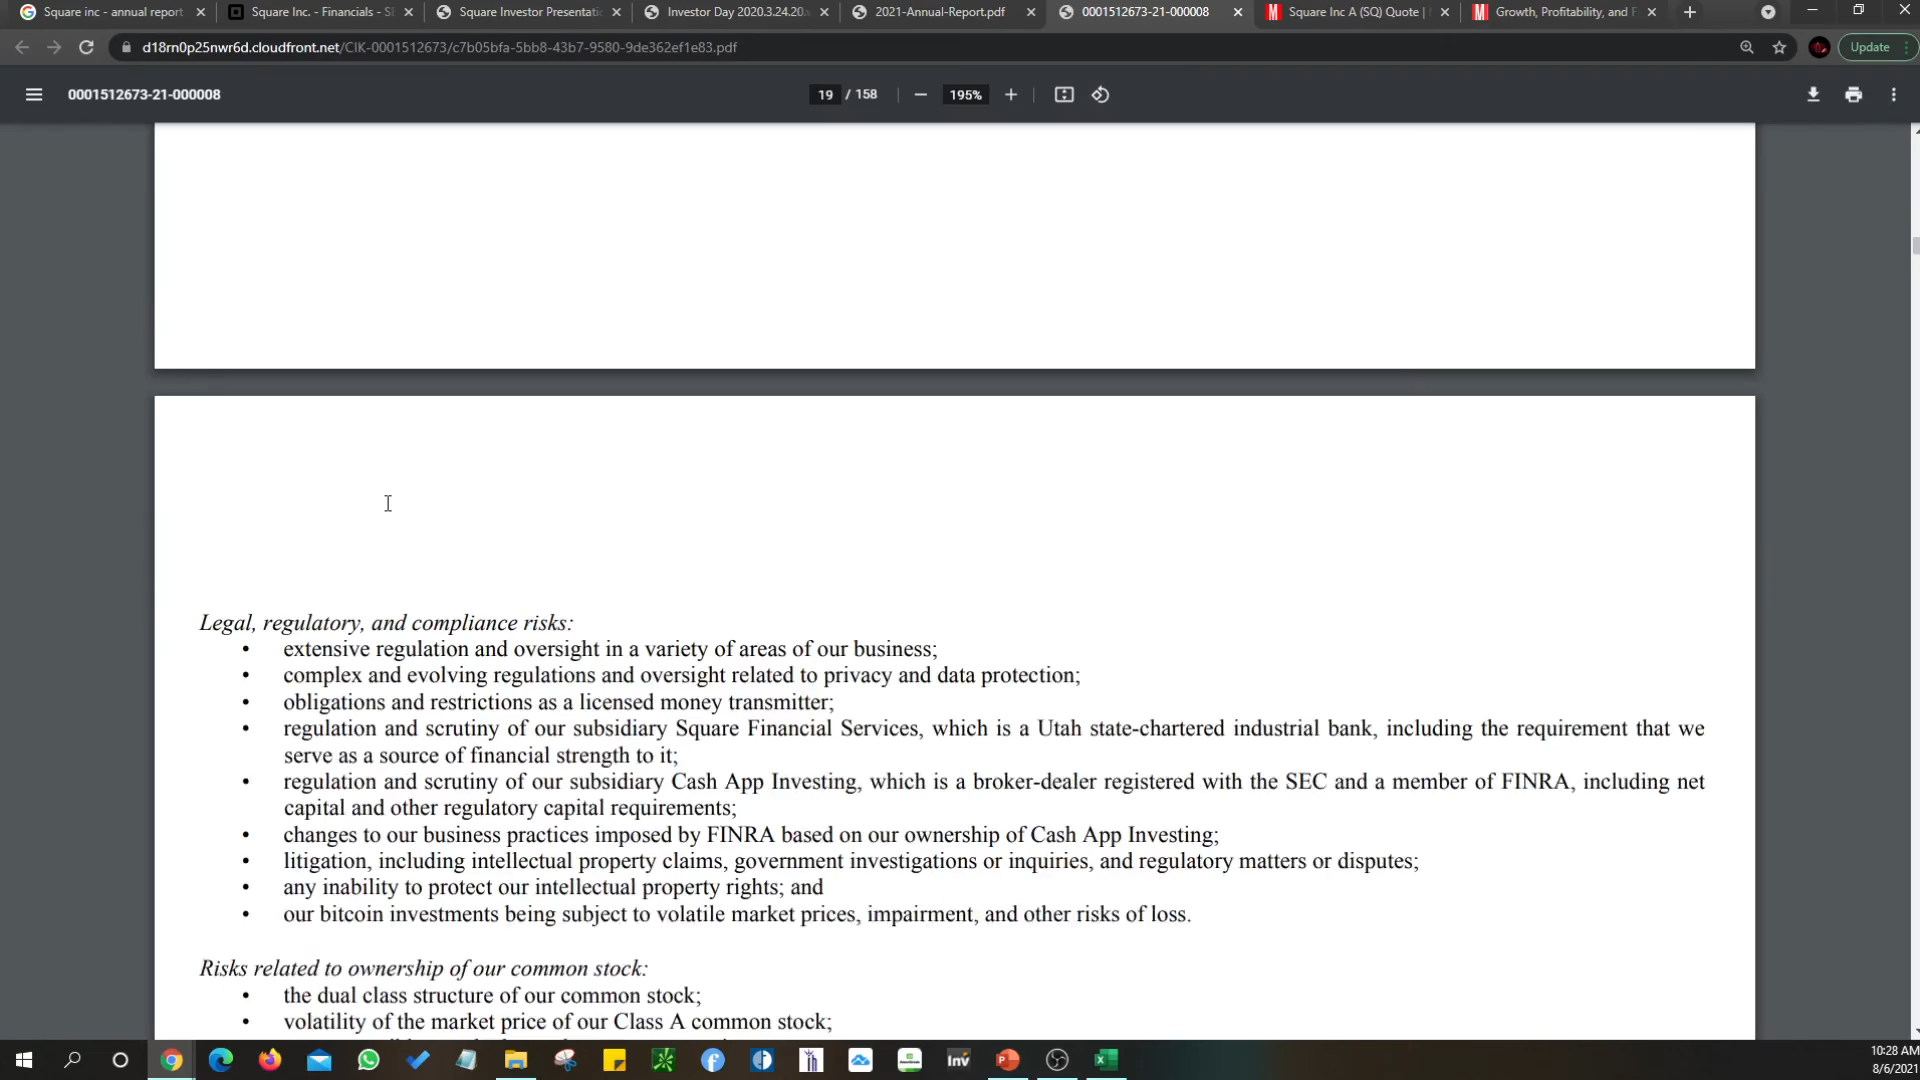 Square inc - annual report
Square Inc. - Financials - SE
Square Investor Presentatio
Investor Day 2020.3.24.20.v
2021-Annual-Report.pdf
0001512673-21-000008
Square Inc A (SQ) Quote |
Growth, Profitability, and F
d18rn0p25nwr6d.cloudfront.net/CIK-0001512673/c7b05bfa-5bb8-43b7-9580-9de362ef1e83.pdf
Update
0001512673-21-000008
19 / 158
195%
Legal, regulatory, and compliance risks:
• extensive regulation and oversight in a variety of areas of our business;
• complex and evolving regulations and oversight related to privacy and data protection;
• obligations and restrictions as a licensed money transmitter;
• regulation and scrutiny of our subsidiary Square Financial Services, which is a Utah state-chartered industrial bank, including the requirement that we
serve as a source of financial strength to it;
• regulation and scrutiny of our subsidiary Cash App Investing, which is a broker-dealer registered with the SEC and a member of FINRA, including net
capital and other regulatory capital requirements;
• changes to our business practices imposed by FINRA based on our ownership of Cash App Investing;
• litigation, including intellectual property claims, government investigations or inquiries, and regulatory matters or disputes;
• any inability to protect our intellectual property rights; and
• our bitcoin investments being subject to volatile market prices, impairment, and other risks of loss.
Risks related to ownership of our common stock:
• the dual class structure of our common stock;
• volatility of the market price of our Class A common stock;
Inv
10:28 AM
8/6/2021